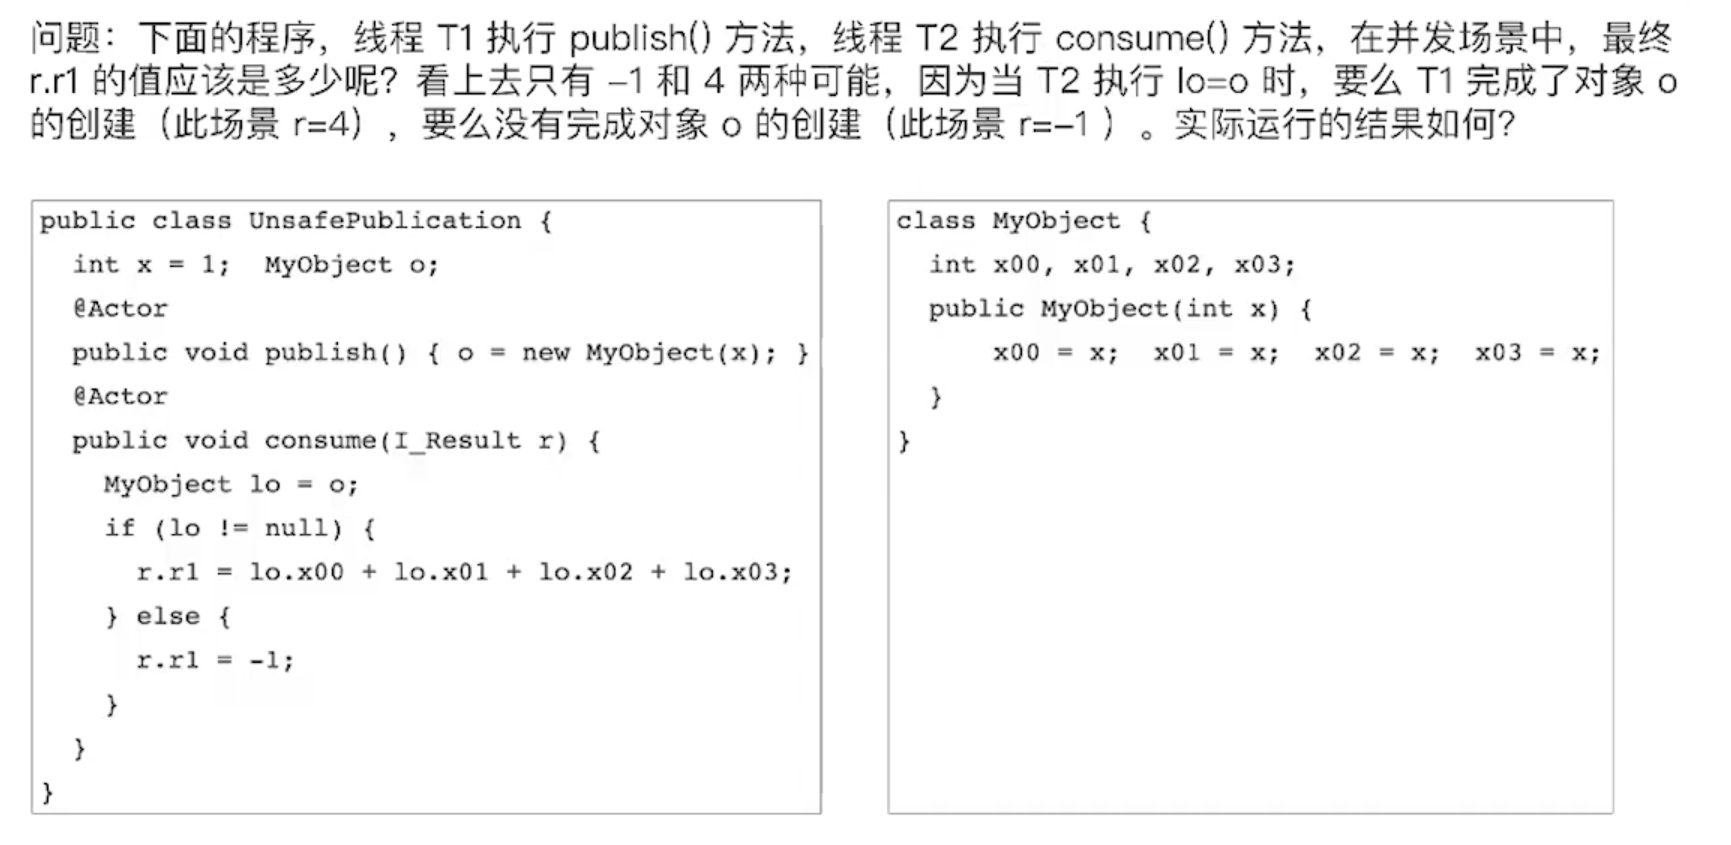 问题：下面的程序，线程 T1 执行 publish() 方法，线程 T2 执行 consume() 方法，在并发场景中，最终
r.r1 的值应该是多少呢？看上去只有 –1 和 4 两种可能，因为当 T2 执行 lo=o 时，要么 T1 完成了对象 o
的创建（此场景 r=4），要么没有完成对象 o 的创建（此场景 r=–1 ）。实际运行的结果如何？
public class UnsafePublication {
int x = 1;  MyObject o;
@Actor
public void publish() { o = new MyObject(x); }
@Actor
public void consume(I_Result r) {
MyObject lo = o;
if (lo != null) {
r.r1 = lo.x00 + lo.x01 + lo.x02 + lo.x03;
} else {
r.r1 = -1;
}
}
}
class MyObject {
int x00, x01, x02, x03;
public MyObject(int x) {
x00 = x;  x01 = x;  x02 = x;  x03 = x;
}
}